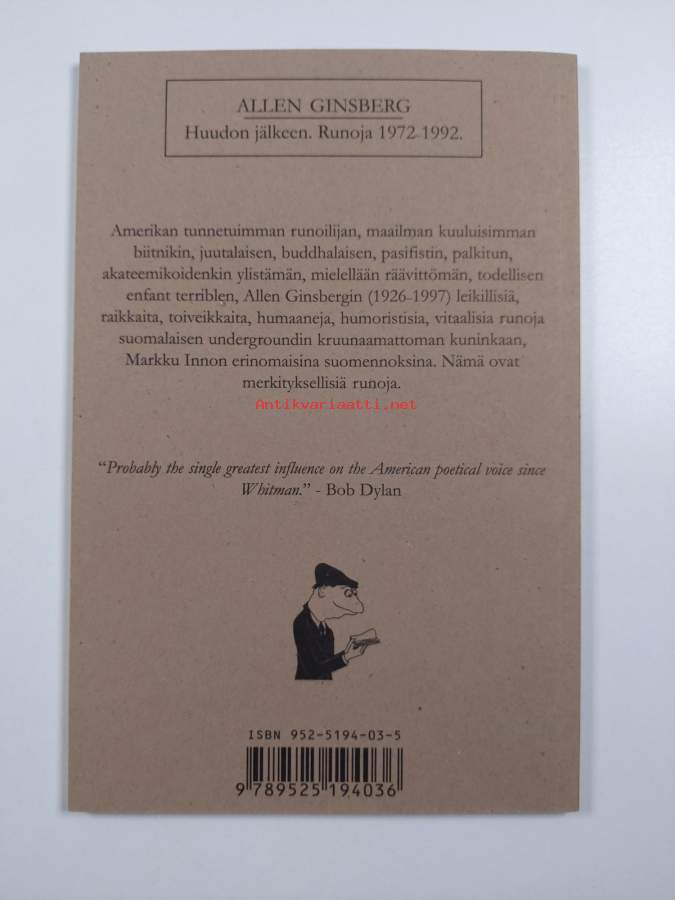 ALLEN GINSBERG
Huudon jälkeen. Runoja 1972-1992.
Amerikan tunnetuimman runoilijan, maailman kuuluisimman
biitnikin, juutalaisen, buddhalaisen, pasifistin, palkitun,
akateemikoidenkin ylistämän, mielellään räävittömän, todellisen
enfant terriblen, Allen Ginsbergin (1926-1997) leikillisiä,
raikkaita, toiveikkaita, humaaneja, humoristisia, vitaalisia runoja
suomalaisen undergroundin kruunaamattoman kuninkaan,
Markku Innon erinomaisina suomennoksina. Nämä ovat
merkityksellisiä runoja.
Antikvariaatti.net
“Probably the single greatest influence on the American poetical voice since
Whitman.” - Bob Dylan
ISBN 952-5194-03-5
9 789525 194036